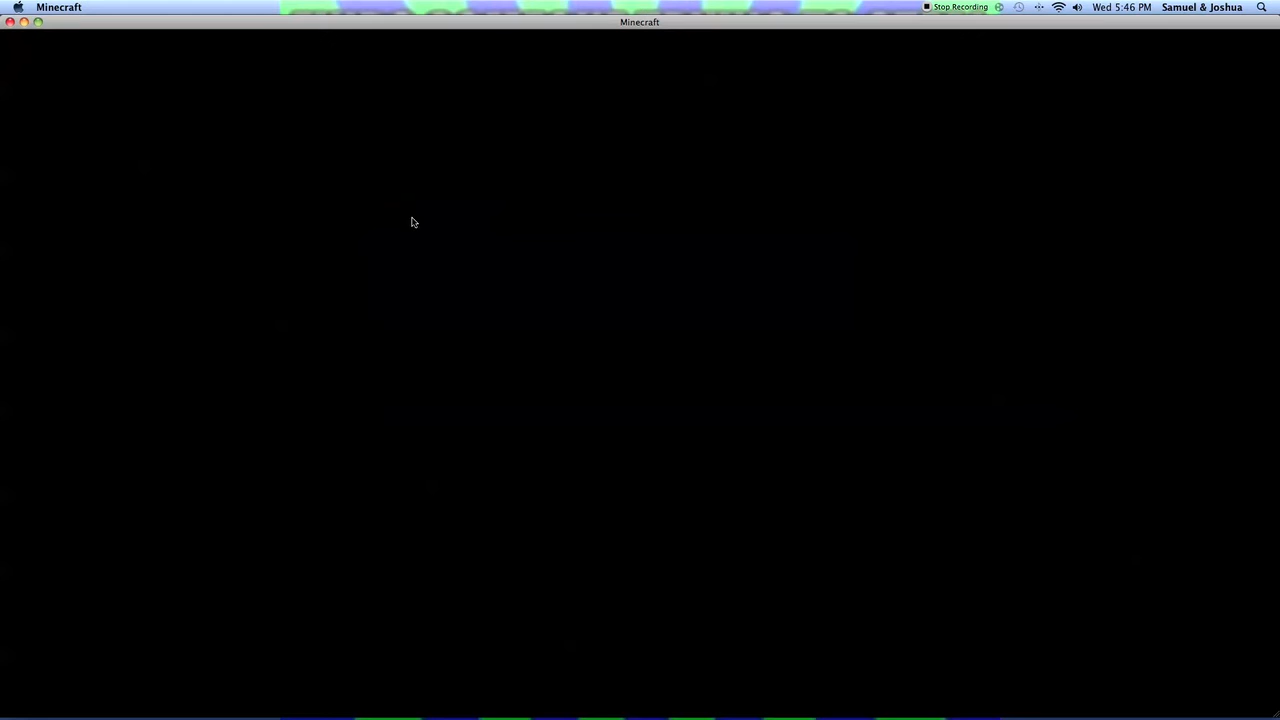 Minecraft
Stop Recording
Wed 5:46 PM
Samuel & Joshua
Minecraft